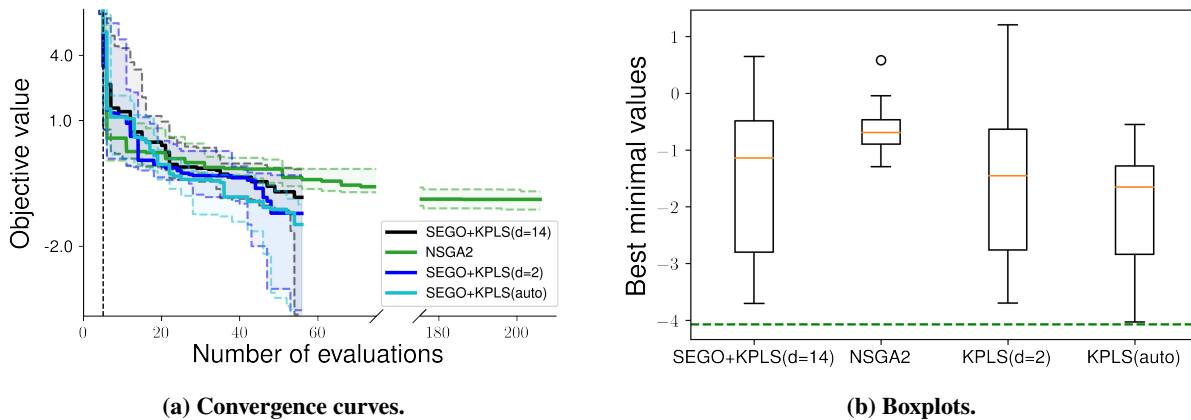 Objective value
4.0
1.0
-2.0
SEGO+KPLS(d=14)
NSGA2
SEGO+KPLS(d=2)
SEGO+KPLS(auto)
0 20 40 60 180 200
Number of evaluations
(a) Convergence curves.
Best minimal values
1
0
−1
−2
−3
−4
SEGO+KPLS(d=14) NSGA2 KPLS(d=2) KPLS(auto)
(b) Boxplots.